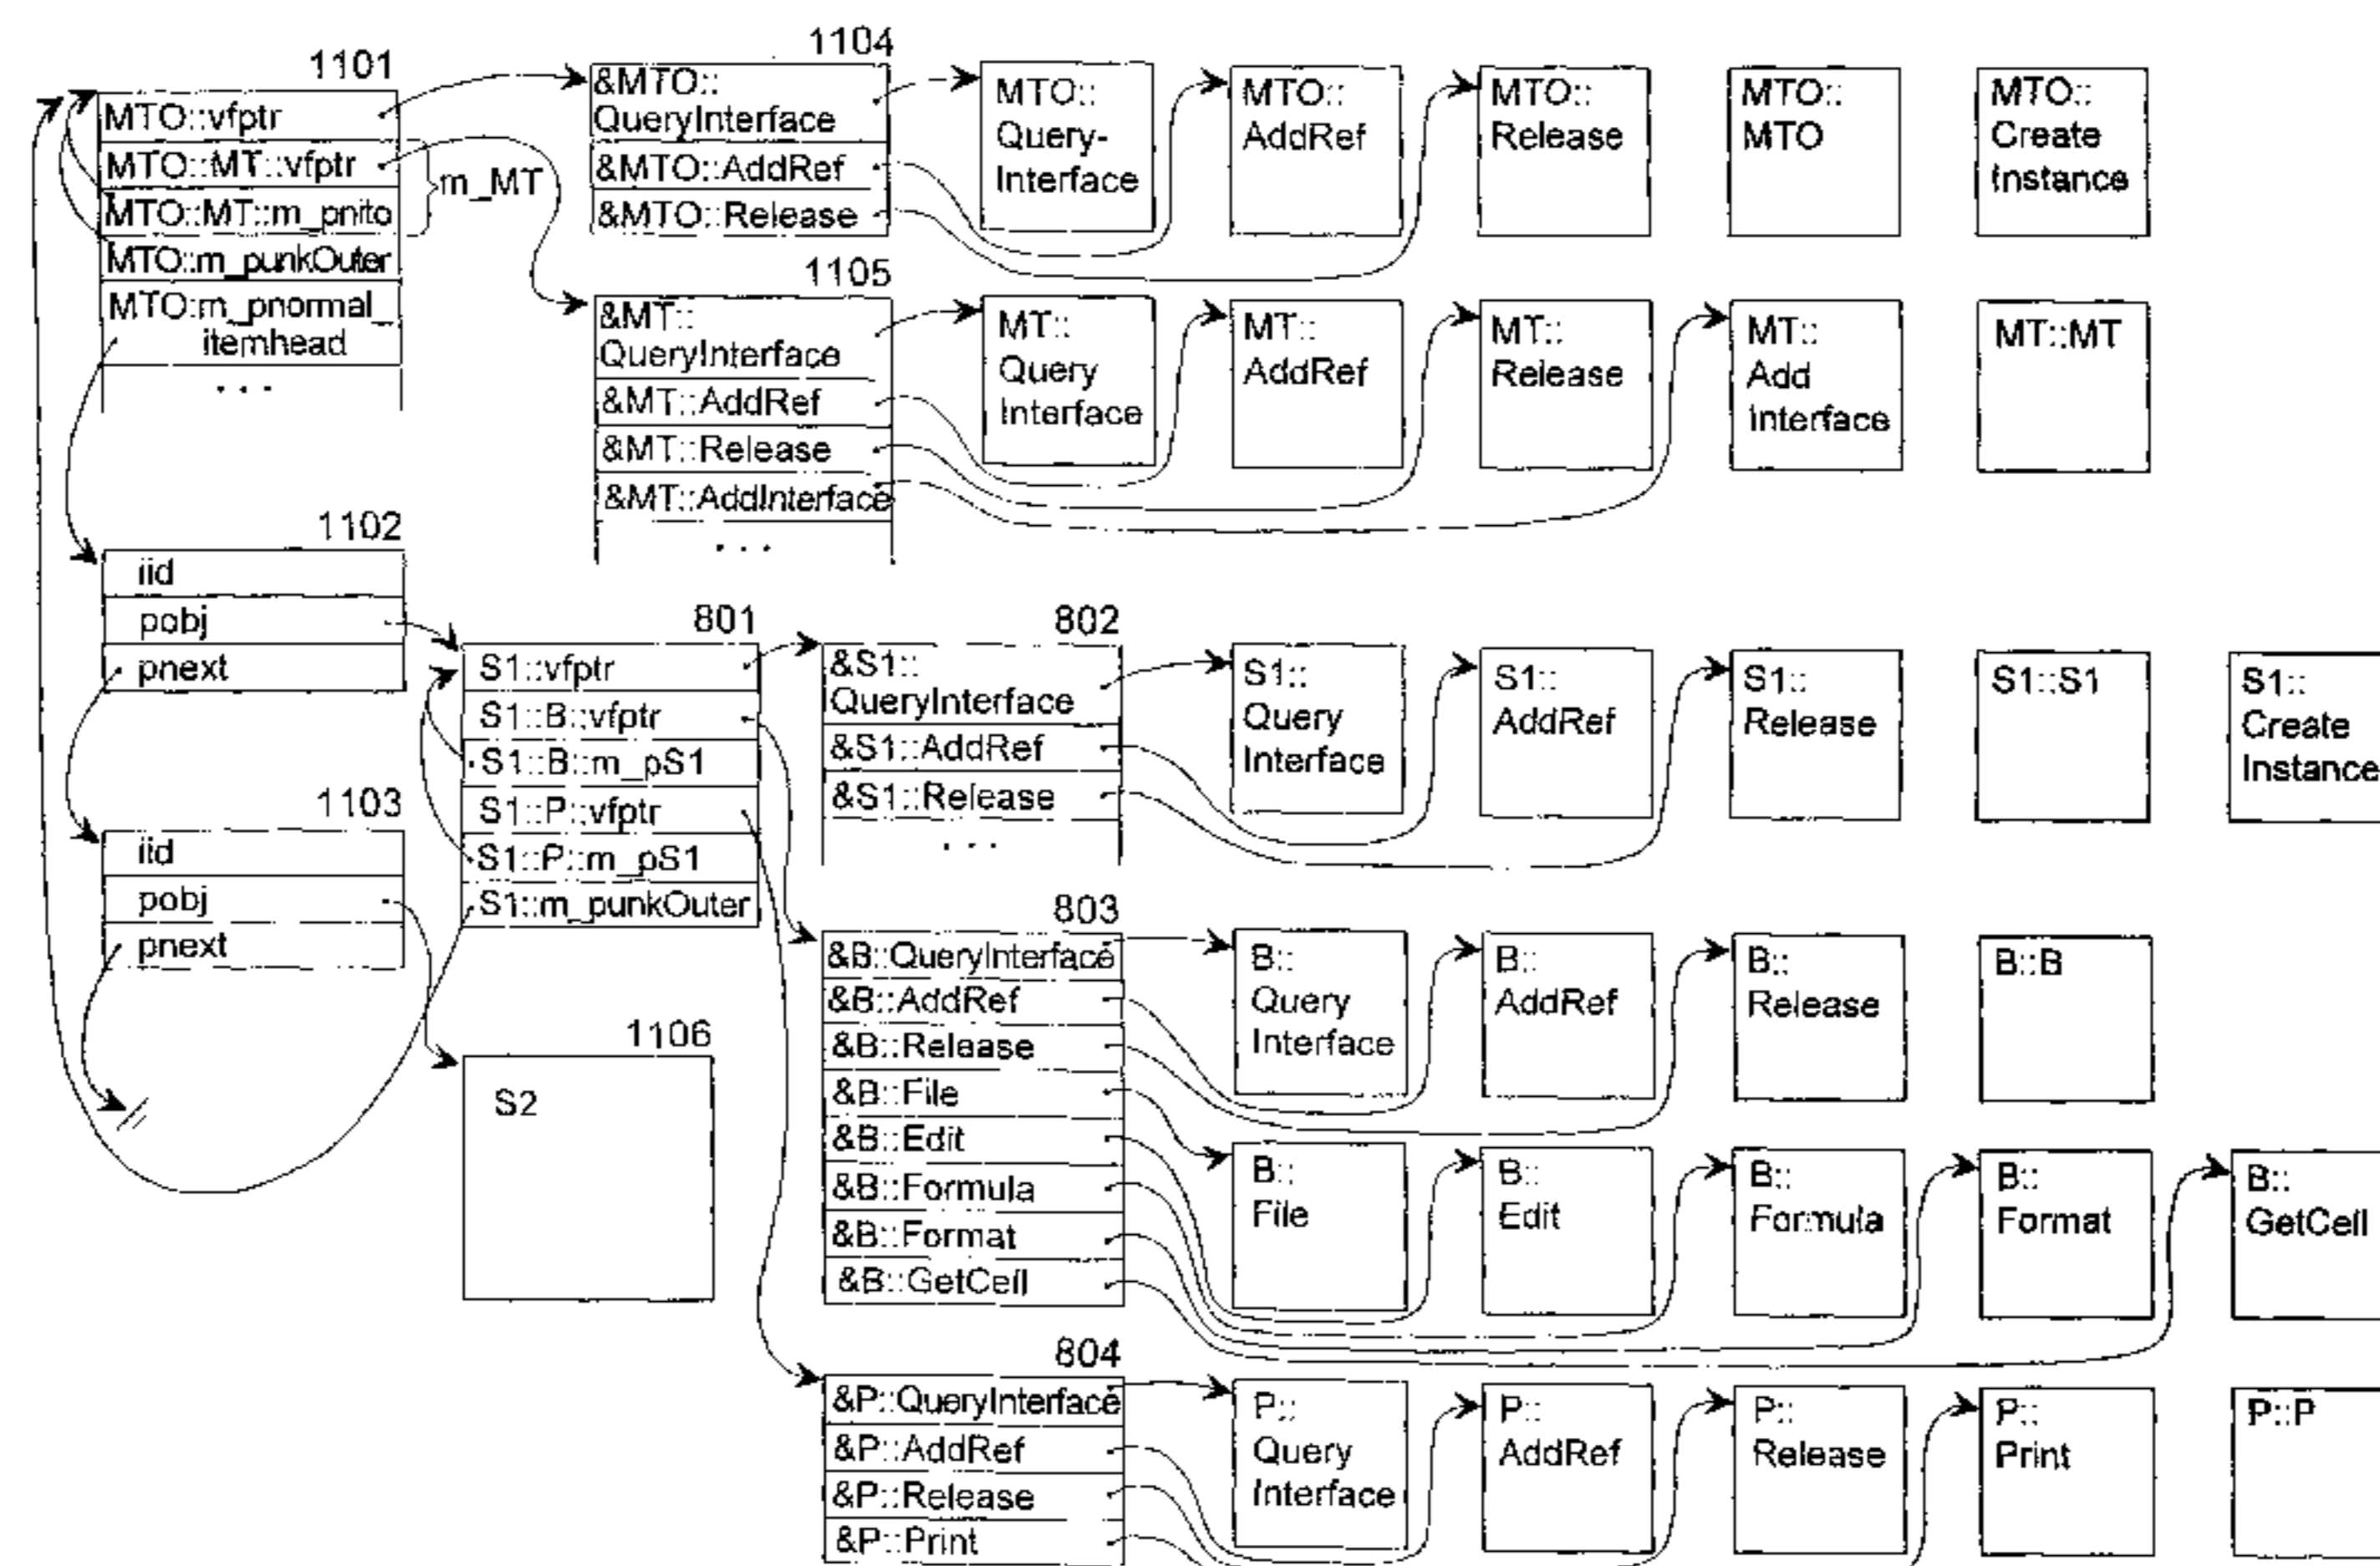 1101
MTO::vfptr
MTO::MT::vfptr
MTO::MT::m_pnito
m_MT
MTO::m_punkOuter
MTO:m_pnormal_
itemhead
. . .
1104
&MTO::
QueryInterface
&MTO::AddRef
&MTO::Release
MTO::
Query-
Interface
MTO::
AddRef
MTO::
Release
MTO::
MTO
MTO::
Create
Instance
1105
&MT::
QueryInterface
&MT::AddRef
&MT::Release
&MT::AddInterface
. . .
MT::
Query
Interface
MT::
AddRef
MT::
Release
MT::
Add
Interface
MT::MT
1102
iid
pobj
pnext
1103
iid
pobj
pnext
801
S1::vfptr
S1::B::vfptr
S1::B::m_pS1
S1::P::vfptr
S1::P::m_pS1
S1::m_punkOuter
1106
S2
802
&S1::
QueryInterface
&S1::AddRef
&S1::Release
. . .
S1::
Query
Interface
S1::
AddRef
S1::
Release
S1::S1
S1::
Create
Instance
803
&B::QueryInterface
&B::AddRef
&B::Release
&B::File
&B::Edit
&B::Formula
&B::Format
&B::GetCell
B::
Query
Interface
B::
AddRef
B::
Release
B::B
B::
File
B::
Edit
B::
Formula
B::
Format
B::
GetCell
804
&P::QueryInterface
&P::AddRef
&P::Release
&P::Print
P::
Query
Interface
P::
AddRef
P::
Release
P::
Print
P::P